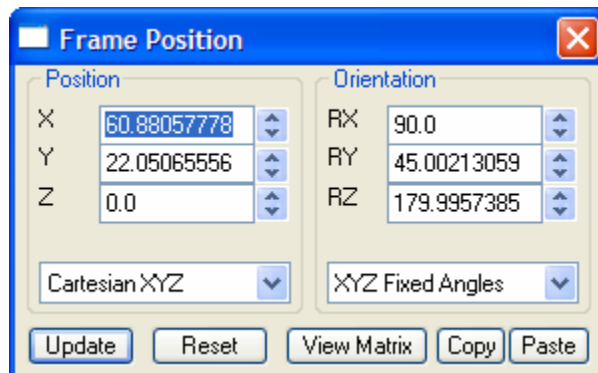 Frame Position
Position Orientation
X 60.88057778 RX 90.0
Y 22.05065556 RY 45.00213059
Z 0.0 RZ 179.9957385
Cartesian XYZ XYZ Fixed Angles
Update Reset View Matrix Copy Paste